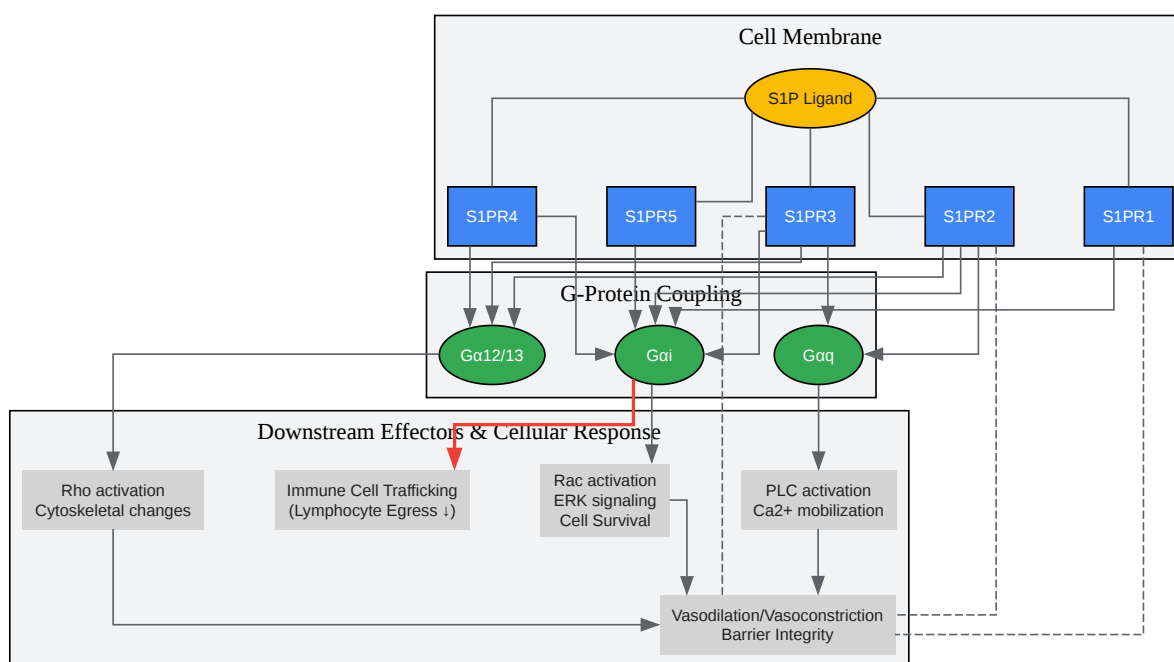 Cell Membrane
S1P Ligand
S1PR4
S1PR5
S1PR3
S1PR2
S1PR1
G-Protein Coupling
Gα12/13
Gαi
Gαq
Downstream Effectors & Cellular Response
Rho activation
Cytoskeletal changes
Immune Cell Trafficking
(Lymphocyte Egress ↓)
Rac activation
ERK signaling
Cell Survival
PLC activation
Ca2+ mobilization
Vasodilation/Vasoconstriction
Barrier Integrity